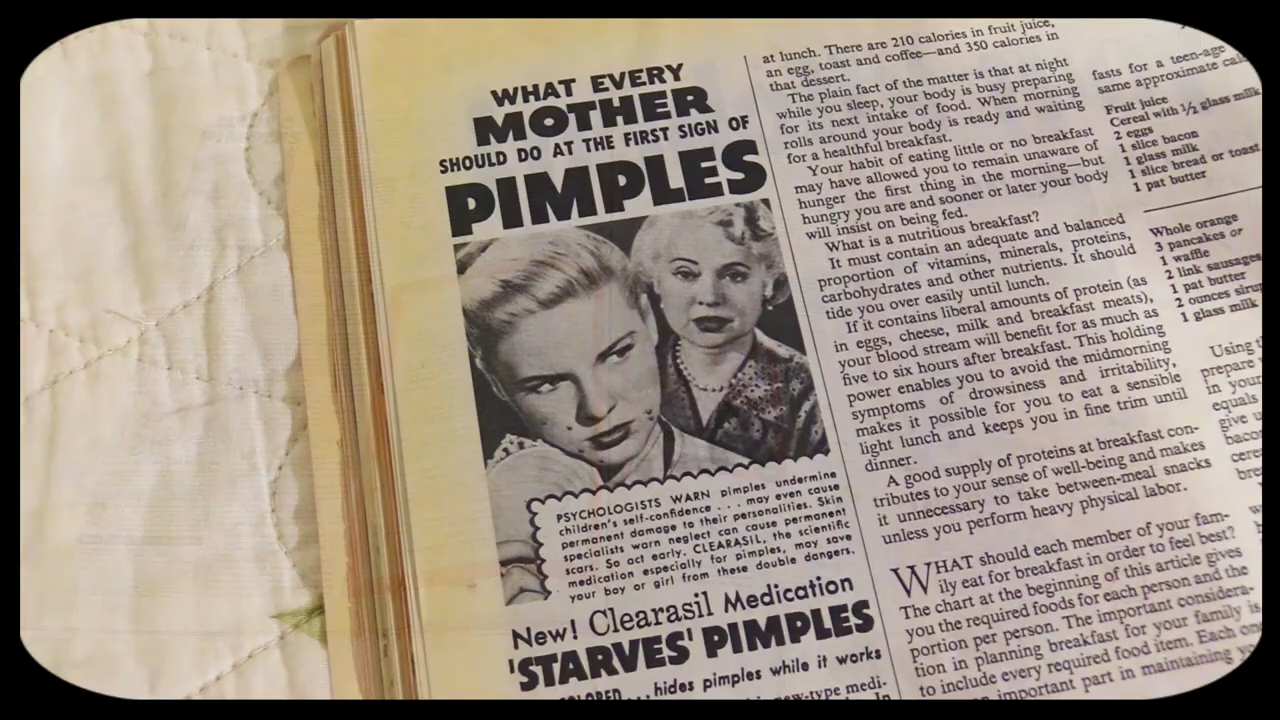 WHAT EVERY
MOTHER
SHOULD DO AT THE FIRST SIGN OF
PIMPLES
PSYCHOLOGISTS WARN pimples undermine
children's self-confidence . . . may even cause
permanent damage to their personalities. Skin
specialists warn neglect can cause permanent
scars. So act early. CLEARASIL, the scientific
medication especially for pimples, may save
your boy or girl from these double dangers.
New! Clearasil Medication
'STARVES' PIMPLES
COLORED . . . hides pimples while it works
new-type medi-
In
at lunch. There are 210 calories in fruit juice,
an egg, toast and coffee—and 350 calories in
that dessert.
The plain fact of the matter is that at night
while you sleep, your body is busy preparing
for its next intake of food. When morning
rolls around your body is ready and waiting
for a healthful breakfast.
Your habit of eating little or no breakfast
may have allowed you to remain unaware of
hunger the first thing in the morning—but
hungry you are and sooner or later your body
will insist on being fed.
What is a nutritious breakfast?
It must contain an adequate and balanced
proportion of vitamins, minerals, proteins,
carbohydrates and other nutrients. It should
tide you over easily until lunch.
If it contains liberal amounts of protein (as
in eggs, cheese, milk and breakfast meats),
your blood stream will benefit for as much as
five to six hours after breakfast. This holding
power enables you to avoid the midmorning
symptoms of drowsiness and irritability,
makes it possible for you to eat a sensible
light lunch and keeps you in fine trim until
dinner.
A good supply of proteins at breakfast con-
tributes to your sense of well-being and makes
it unnecessary to take between-meal snacks
unless you perform heavy physical labor.
WHAT should each member of your fam-
ily eat for breakfast in order to feel best?
The chart at the beginning of this article gives
you the required foods for each person and the
portion per person. The important considera-
tion in planning breakfast for your family is
to include every required food item. Each one
important part in maintaining
fasts for a teen-age
same approximate
Fruit juice
Cereal with ½ glass milk
2 eggs
1 slice bacon
1 glass milk
1 slice bread or toast
1 pat butter
Whole orange
3 pancakes or
1 waffle
2 link sausages
1 pat butter
2 ounces
1 glass milk
Using
prepare
in your
equals
give